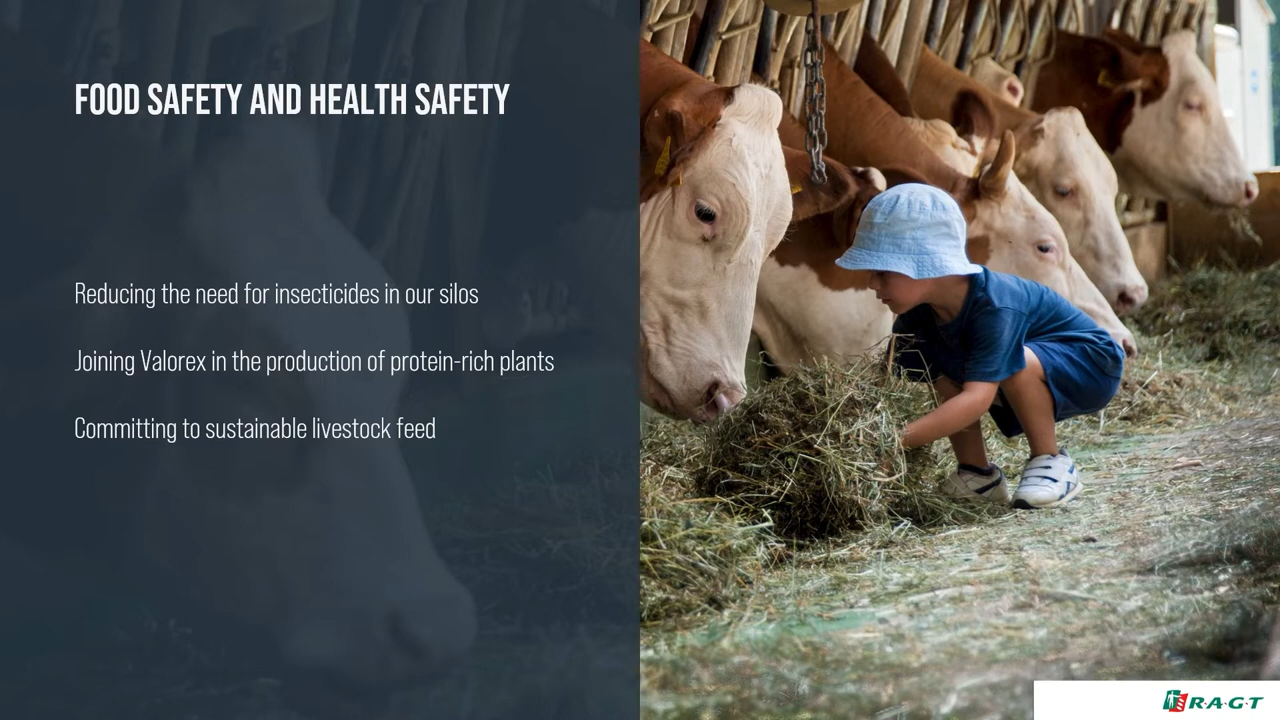 FOOD SAFETY AND HEALTH SAFETY
Reducing the need for insecticides in our silos
Joining Valorex in the production of protein-rich plants
Committing to sustainable livestock feed
R·A·G·T